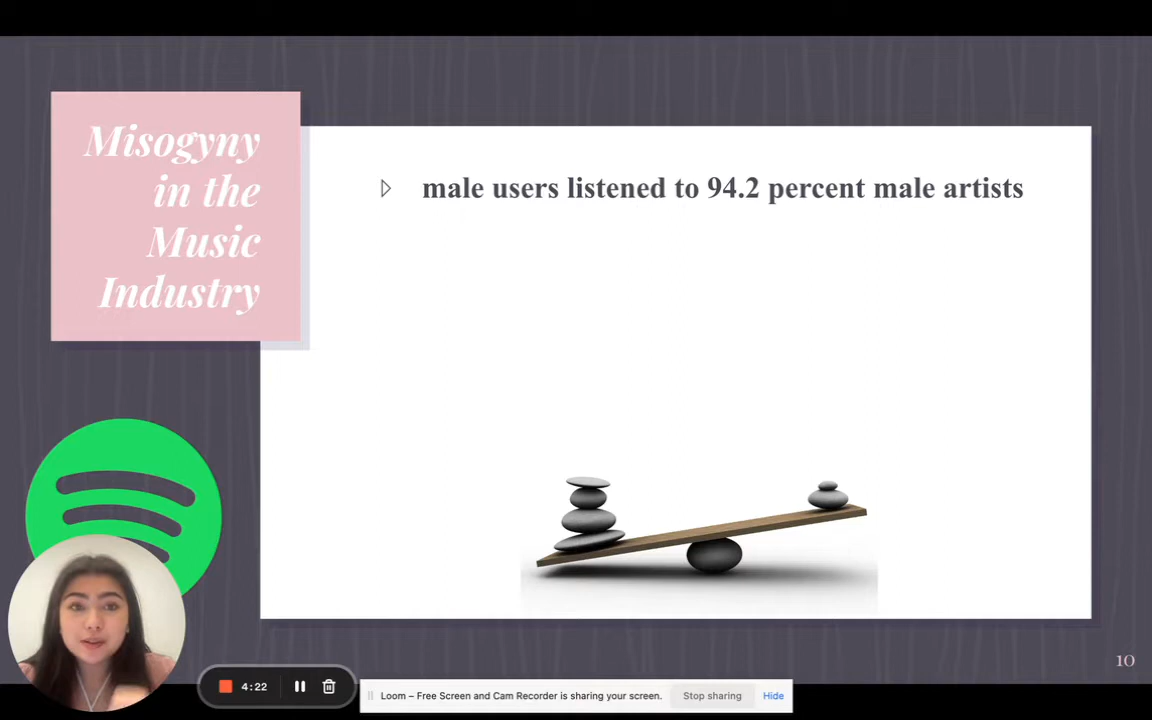 Misogyny
in the
Music
Industry
▷ male users listened to 94.2 percent male artists
10
4:22
Loom – Free Screen and Cam Recorder is sharing your screen.
Stop sharing
Hide